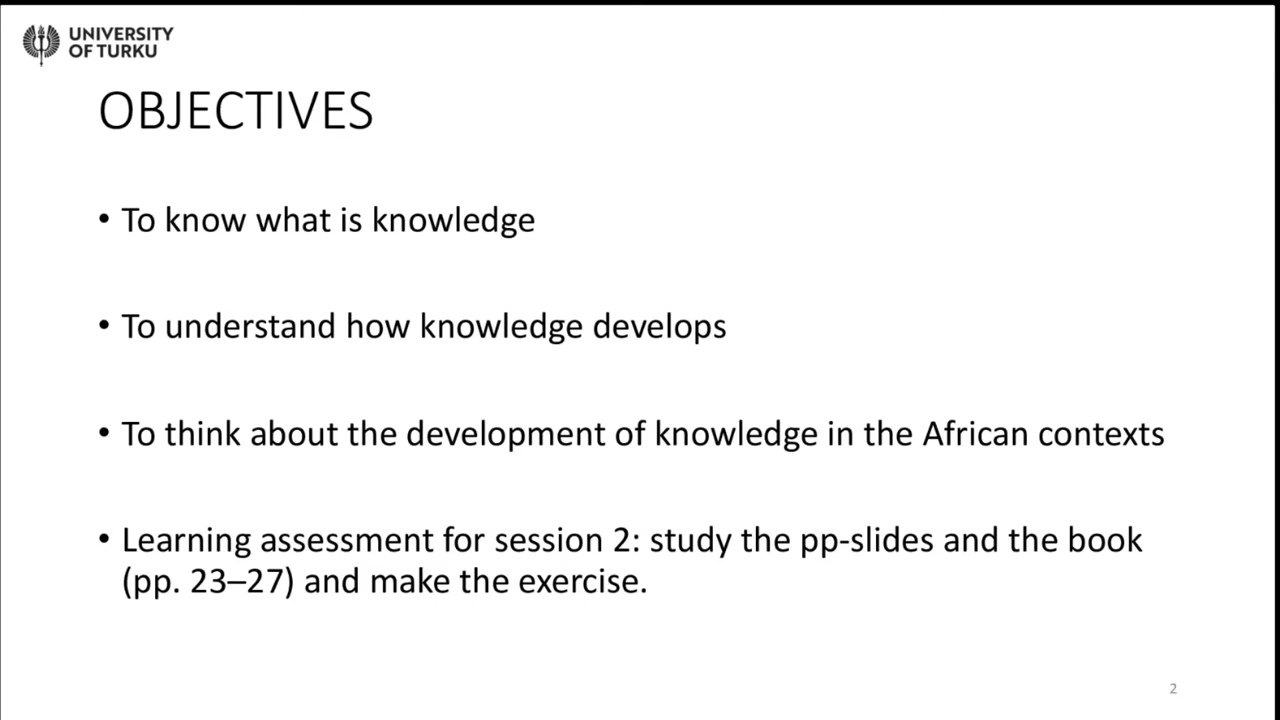 UNIVERSITY
OF TURKU
OBJECTIVES
• To know what is knowledge
• To understand how knowledge develops
• To think about the development of knowledge in the African contexts
• Learning assessment for session 2: study the pp-slides and the book
(pp. 23–27) and make the exercise.
2